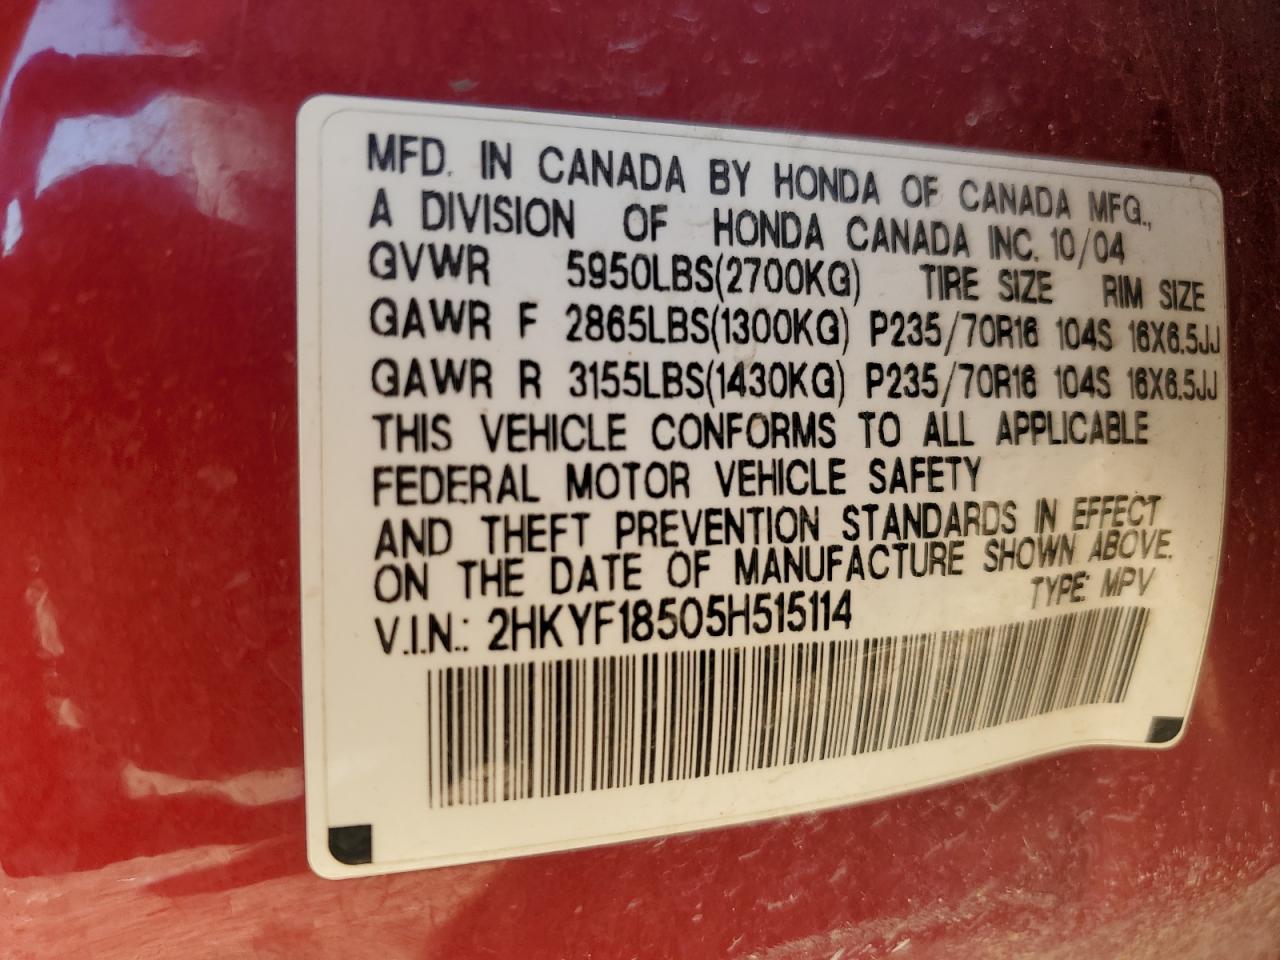 MFD. IN CANADA BY HONDA OF CANADA MFG.,
A DIVISION OF HONDA CANADA INC. 10/04
GVWR 5950LBS(2700KG) TIRE SIZE RIM SIZE
GAWR F 2865LBS(1300KG) P235/70R16 104S 16X6.5JJ
GAWR R 3155LBS(1430KG) P235/70R16 104S 16X6.5JJ
THIS VEHICLE CONFORMS TO ALL APPLICABLE
FEDERAL MOTOR VEHICLE SAFETY
AND THEFT PREVENTION STANDARDS IN EFFECT
ON THE DATE OF MANUFACTURE SHOWN ABOVE.
V.I.N.: 2HKYF18505H515114 TYPE: MPV